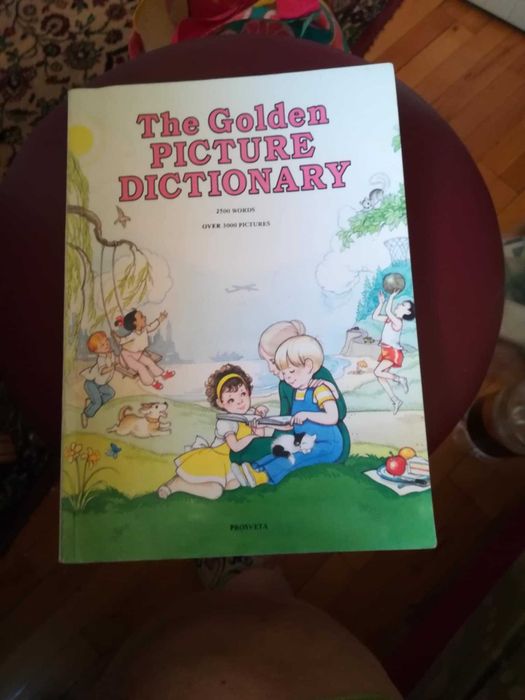 The Golden
PICTURE
DICTIONARY
2500 WORDS
OVER 3000 PICTURES
PROSVETA